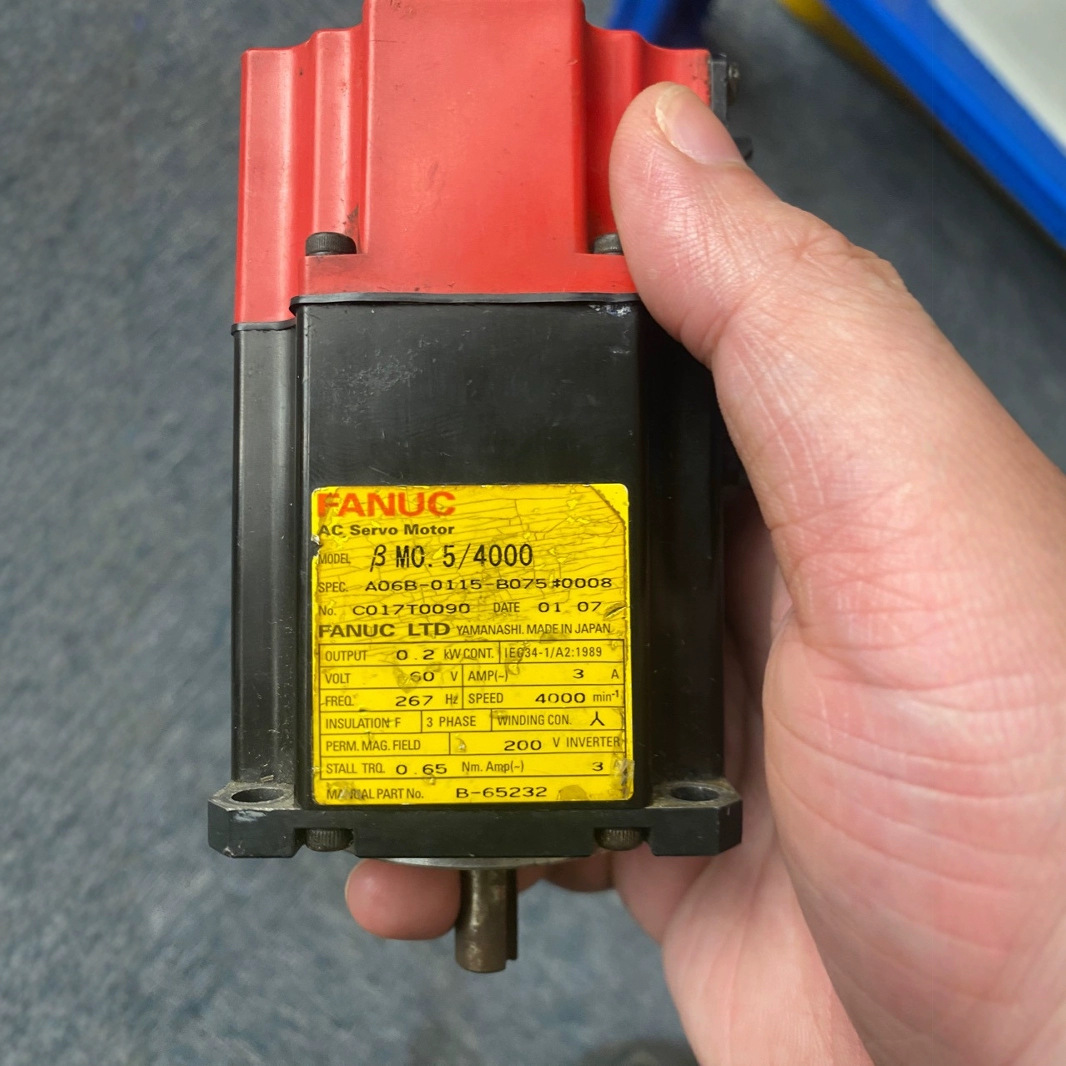 FANUC
AC Servo Motor
MODEL β M0.5/4000
SPEC. A06B-0115-B075#0008
No. C017T0090 DATE 01 07
FANUC LTD YAMANASHI. MADE IN JAPAN
OUTPUT 0.2 kW CONT. IEC34-1/A2:1989
VOLT 60 V AMP(~) 3 A
FREQ. 267 Hz SPEED 4000 min-1
INSULATION F 3 PHASE WINDING CON. 人
PERM. MAG. FIELD 200 V INVERTER
STALL TRQ. 0.65 Nm. Amp(~) 3
MANUAL PART No. B-65232